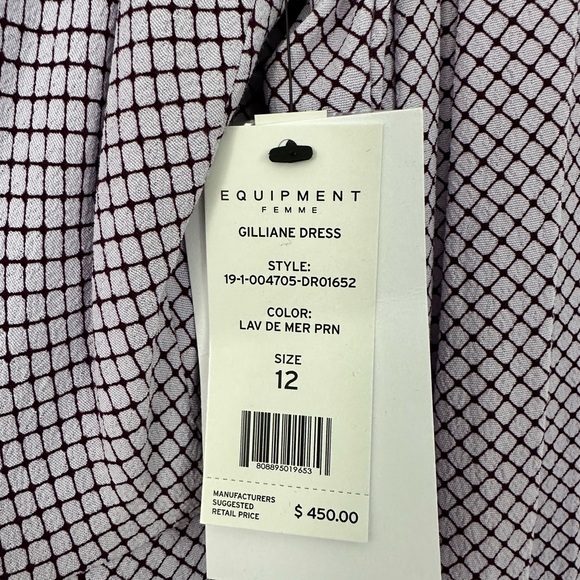 EQUIPMENT
FEMME
GILLIANE DRESS
STYLE:
19-1-004705-DR01652
COLOR:
LAV DE MER PRN
SIZE
12
808895019653
MANUFACTURERS
SUGGESTED
RETAIL PRICE
$ 450.00